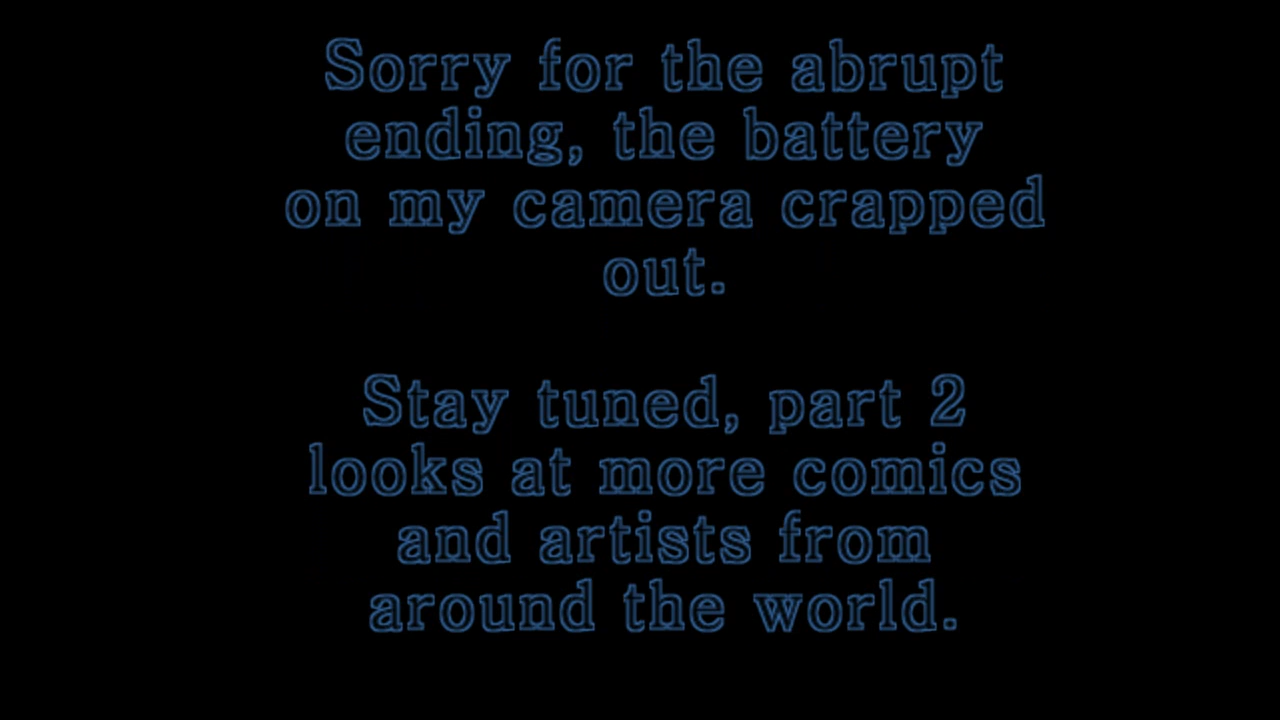 Sorry for the abrupt
ending, the battery
on my camera crapped
out.
Stay tuned, part 2
looks at more comics
and artists from
around the world.